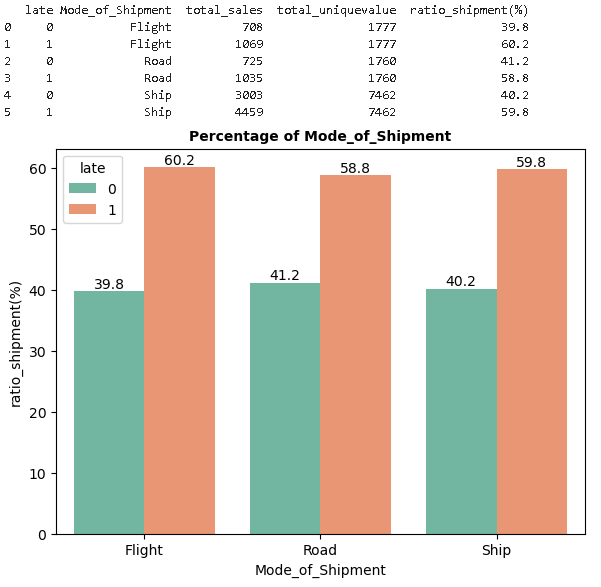 late Mode_of_Shipment total_sales total_uniquevalue ratio_shipment(%)
0 0 Flight 708 1777 39.8
1 1 Flight 1069 1777 60.2
2 0 Road 725 1760 41.2
3 1 Road 1035 1760 58.8
4 0 Ship 3003 7462 40.2
5 1 Ship 4459 7462 59.8
Percentage of Mode_of_Shipment
late
0
1
60.2
58.8
59.8
39.8
41.2
40.2
60
50
40
30
20
10
0
ratio_shipment(%)
Flight Road Ship
Mode_of_Shipment